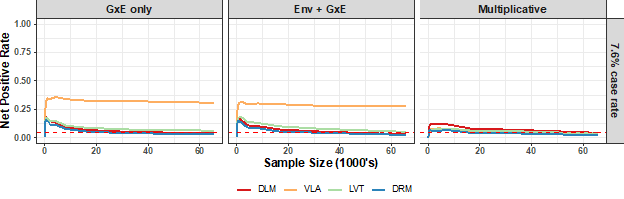 GxE only Env + GxE Multiplicative
1.00
0.75
0.50
0.25
0.00
Net Positive Rate
7.6% case rate
0 20 40 60 0 20 40 60 0 20 40 60
Sample Size (1000's)
DLM VLA LVT DRM